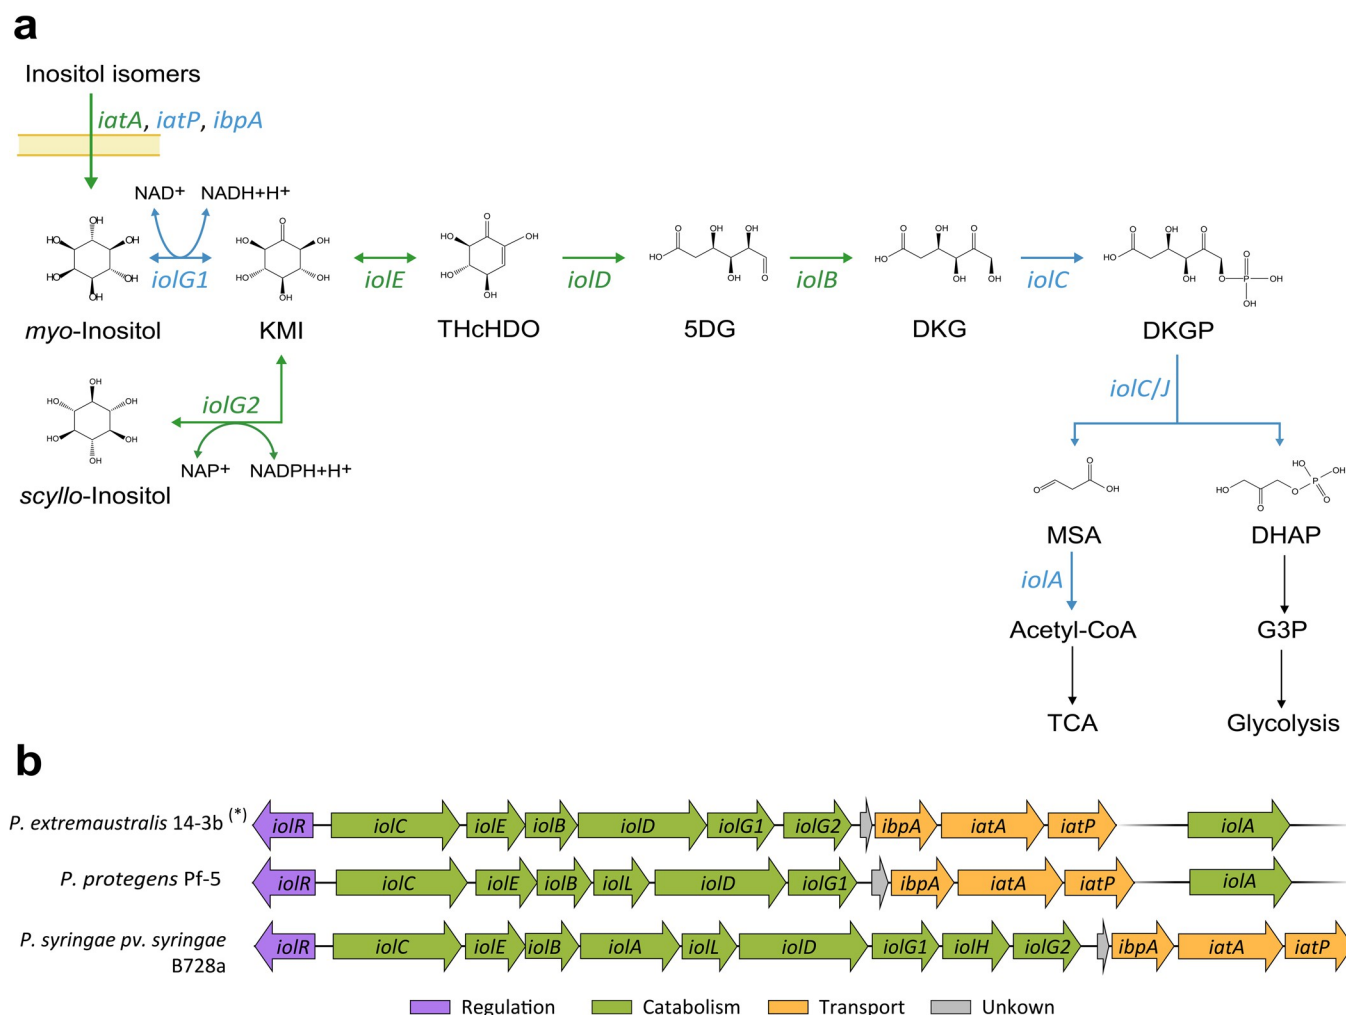 a
Inositol isomers
iatA, iatP, ibpA
NAD+ NADH+H+
iolG1 iolE iolD iolB iolC
myo-Inositol KMI THcHDO 5DG DKG DKGP
iolC/J
iolG2
NAP+ NADPH+H+
scyllo-Inositol
MSA DHAP
iolA
Acetyl-CoA G3P
TCA Glycolysis
b
P. extremaustralis 14-3b (*) iolR iolC iolE iolB iolD iolG1 iolG2 ibpA iatA iatP iolA
P. protegens Pf-5 iolR iolC iolE iolB iolL iolD iolG1 ibpA iatA iatP iolA
P. syringae pv. syringae
B728a
iolR iolC iolE iolB iolA iolL iolD iolG1 iolH iolG2 ibpA iatA iatP
Regulation Catabolism Transport Unkown